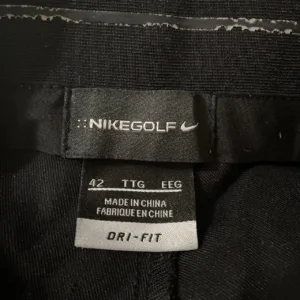 ::NIKEGOLF
42 TTG EEG
MADE IN CHINA
FABRIQUE EN CHINE
DRI-FIT